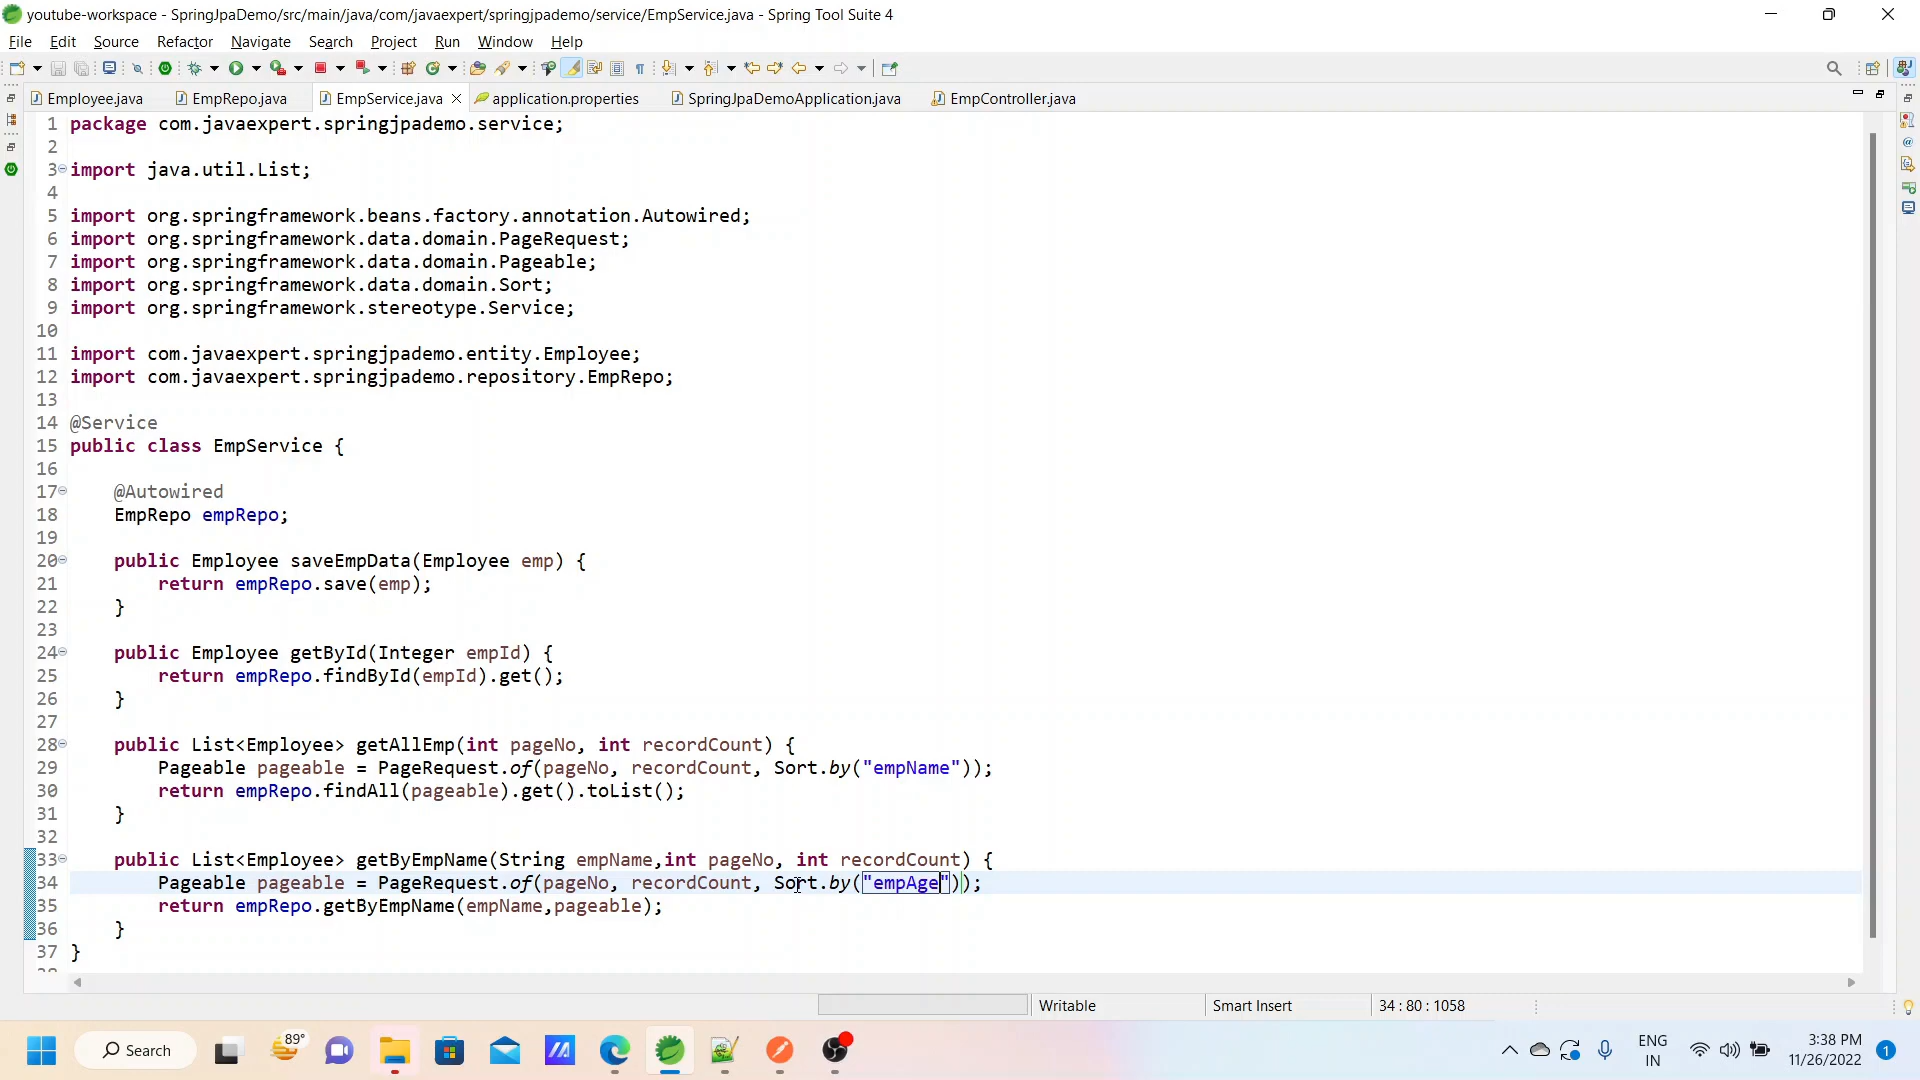 youtube-workspace - SpringJpaDemo/src/main/java/com/javaexpert/springjpademo/service/EmpService.java - Spring Tool Suite 4
File Edit Source Refactor Navigate Search Project Run Window Help
Employee.java EmpRepo.java EmpService.java application.properties SpringJpaDemoApplication.java EmpController.java
1 package com.javaexpert.springjpademo.service;
2
3 import java.util.List;
4
5 import org.springframework.beans.factory.annotation.Autowired;
6 import org.springframework.data.domain.PageRequest;
7 import org.springframework.data.domain.Pageable;
8 import org.springframework.data.domain.Sort;
9 import org.springframework.stereotype.Service;
10
11 import com.javaexpert.springjpademo.entity.Employee;
12 import com.javaexpert.springjpademo.repository.EmpRepo;
13
14 @Service
15 public class EmpService {
16
17 @Autowired
18 EmpRepo empRepo;
19
20 public Employee saveEmpData(Employee emp) {
21 return empRepo.save(emp);
22 }
23
24 public Employee getById(Integer empId) {
25 return empRepo.findById(empId).get();
26 }
27
28 public List<Employee> getAllEmp(int pageNo, int recordCount) {
29 Pageable pageable = PageRequest.of(pageNo, recordCount, Sort.by("empName"));
30 return empRepo.findAll(pageable).get().toList();
31 }
32
33 public List<Employee> getByEmpName(String empName,int pageNo, int recordCount) {
34 Pageable pageable = PageRequest.of(pageNo, recordCount, Sort.by("empAge"));
35 return empRepo.getByEmpName(empName,pageable);
36 }
37 }
Writable Smart Insert 34 : 80 : 1058
89° Search ENG IN 3:38 PM 11/26/2022 1